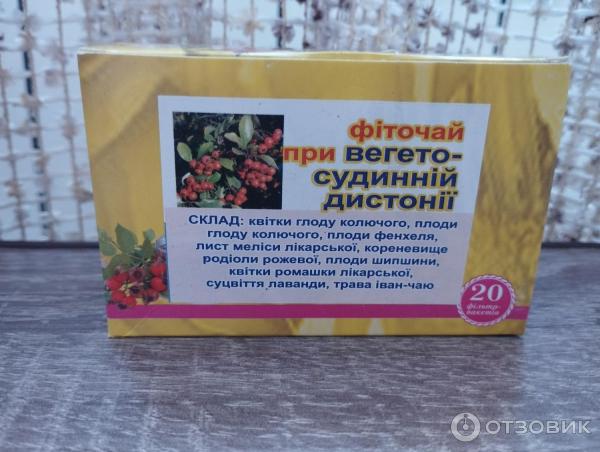 фіточай
при вегето-
судинній
дистонії
СКЛАД: квітки глоду колючого, плоди
глоду колючого, плоди фенхеля,
лист меліси лікарської, кореневище
родіоли рожевої, плоди шипшини,
квітки ромашки лікарської,
суцвіття лаванди, трава іван-чаю
20
фільтр-
пакетів
ОТЗОВИК